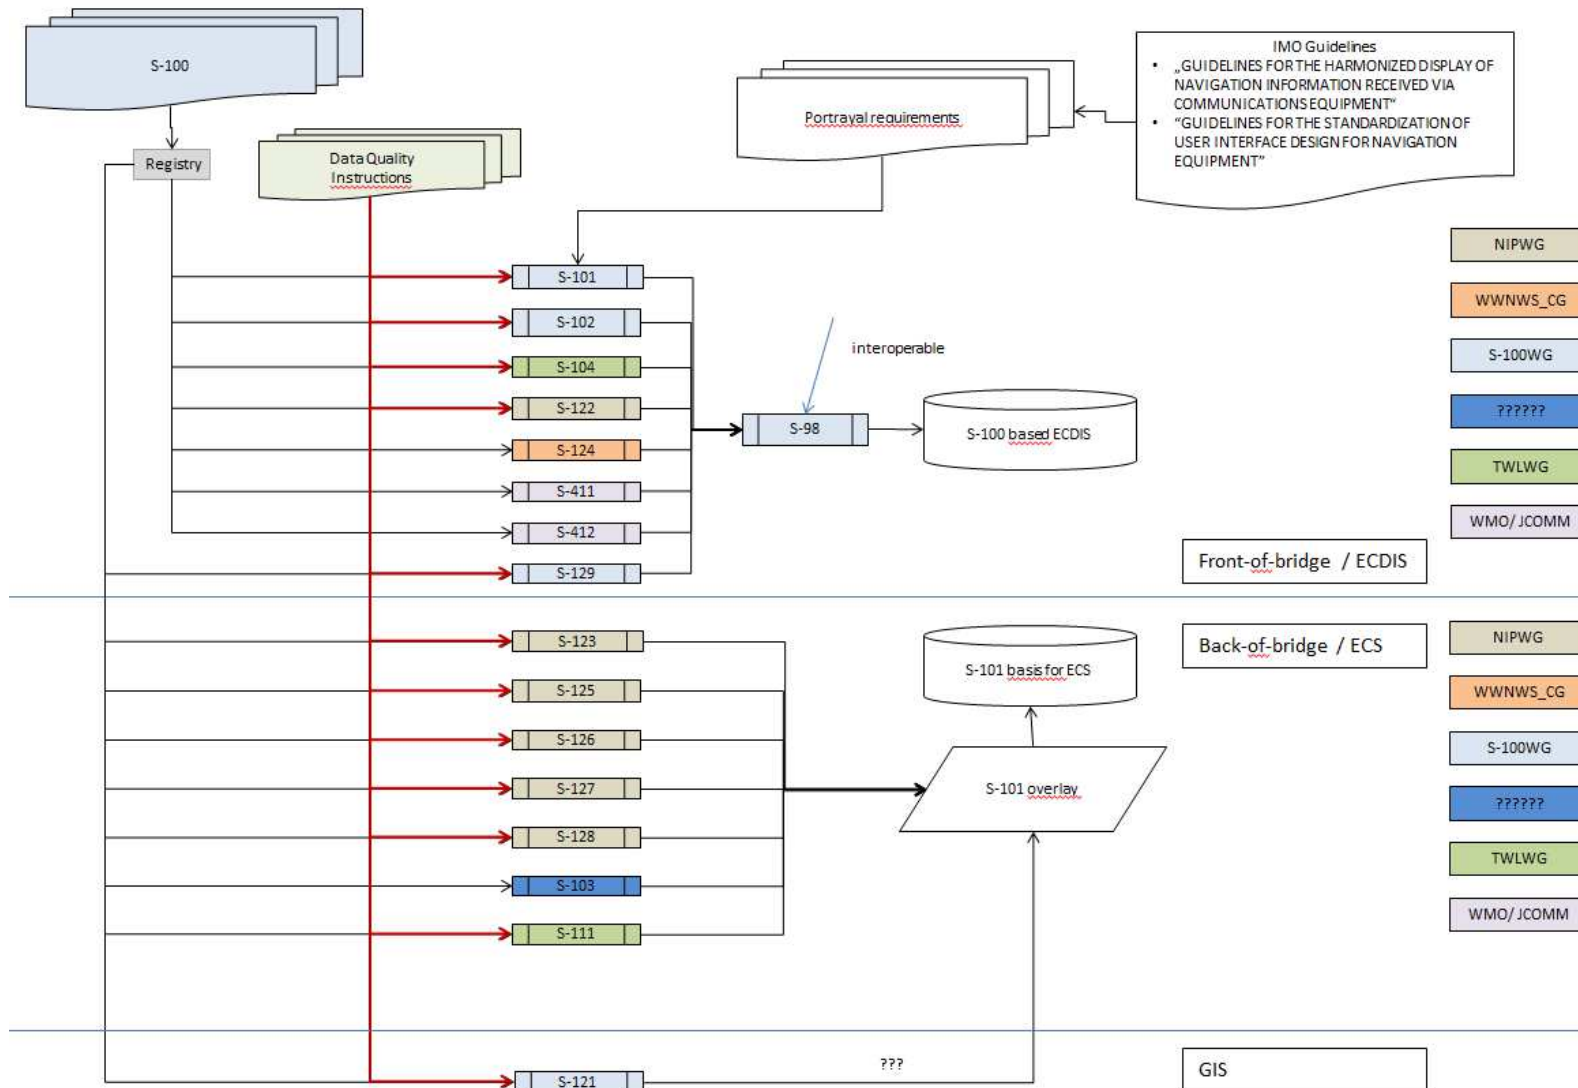 S-100
Registry
Data Quality
Instructions
Portrayal requirements
IMO Guidelines
• „GUIDELINES FOR THE HARMONIZED DISPLAY OF
NAVIGATION INFORMATION RECEIVED VIA
COMMUNICATIONS EQUIPMENT“
• “GUIDELINES FOR THE STANDARDIZATION OF
USER INTERFACE DESIGN FOR NAVIGATION
EQUIPMENT”
S-101
S-102
S-104
S-122
S-124
S-411
S-412
S-129
interoperable
S-98
S-100 based ECDIS
NIPWG
WWNWS_CG
S-100WG
??????
TWLWG
WMO/ JCOMM
Front-of-bridge / ECDIS
S-123
S-125
S-126
S-127
S-128
S-103
S-111
S-101 basis for ECS
S-101 overlay
Back-of-bridge / ECS
NIPWG
WWNWS_CG
S-100WG
??????
TWLWG
WMO/ JCOMM
S-121
???
GIS